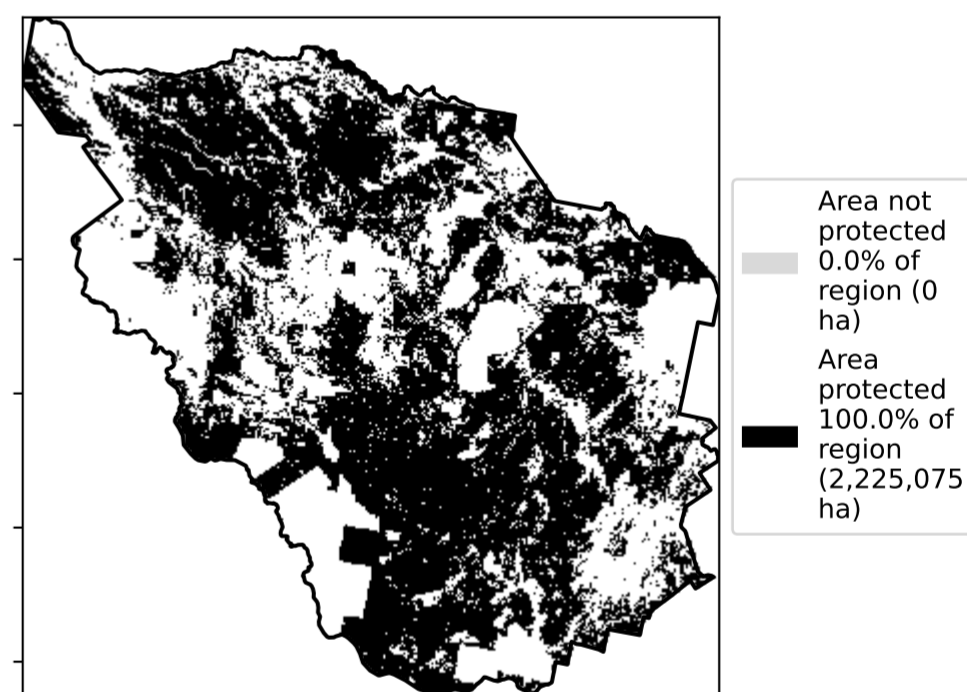 Area not
protected
0.0% of
region (0
ha)
Area
protected
100.0% of
region
(2,225,075
ha)